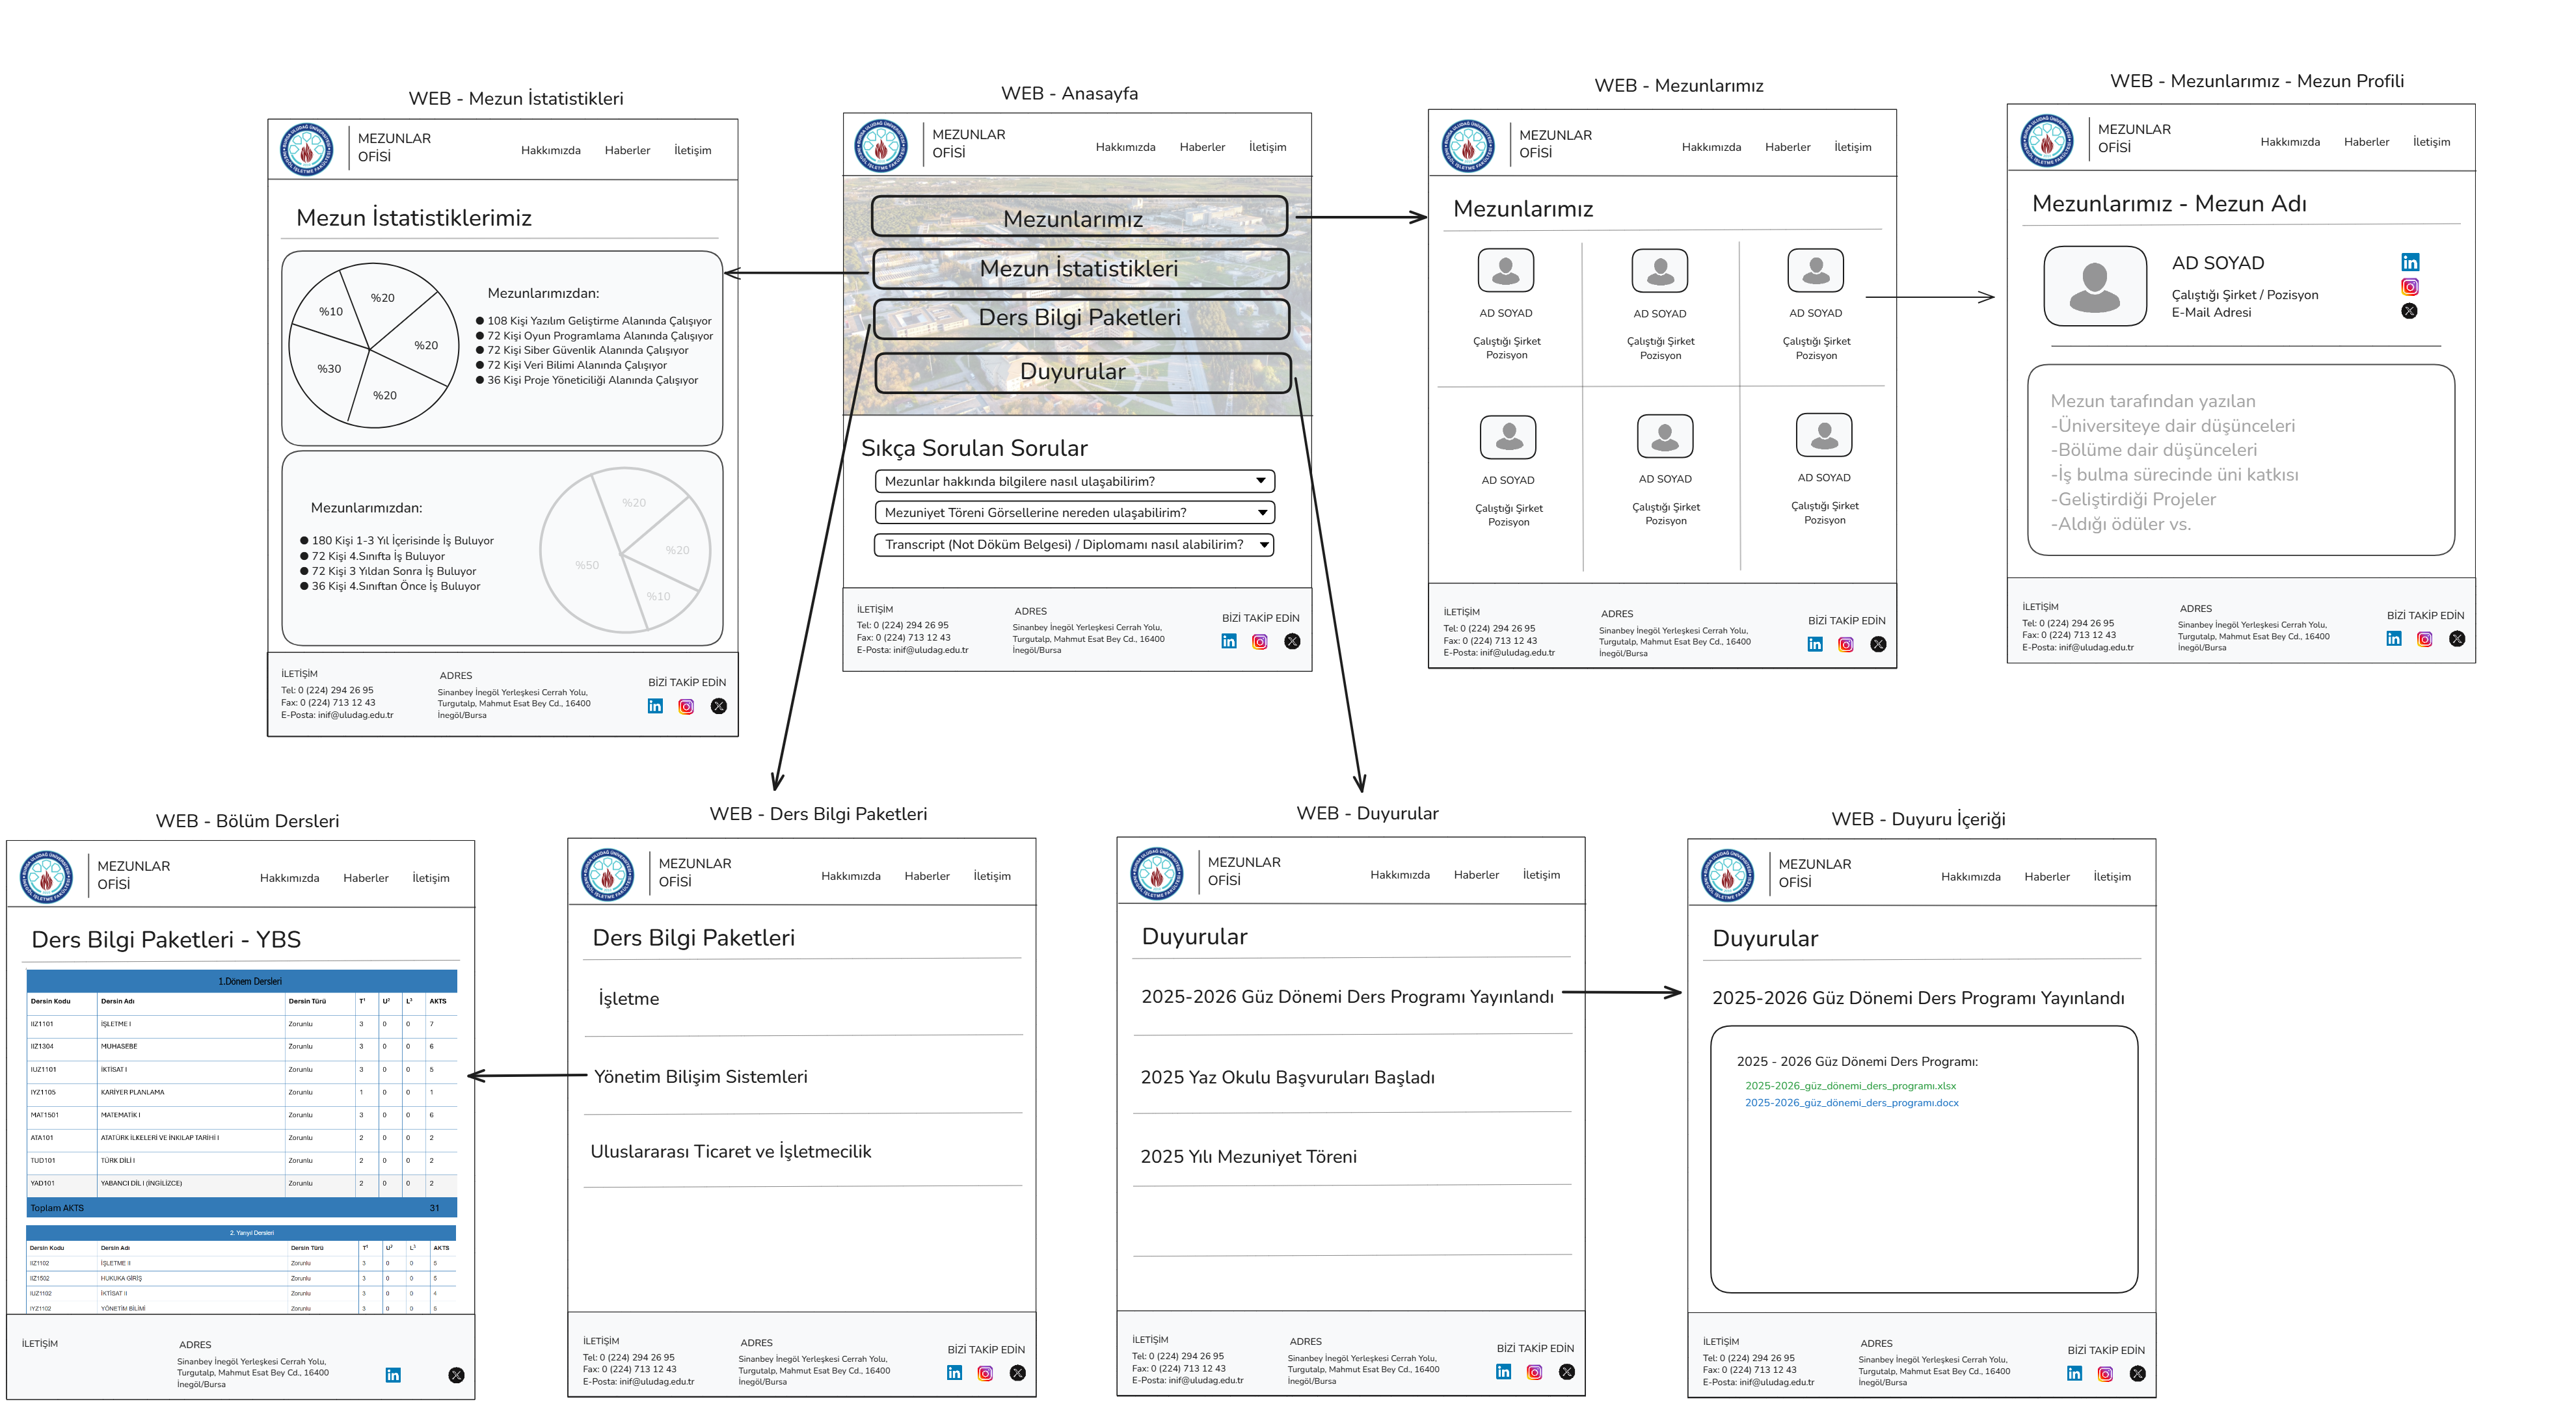 WEB - Mezun İstatistikleri
MEZUNLAR
OFİSİ
Hakkımızda Haberler İletişim
Mezun İstatistiklerimiz
%20
%10
%20
%30
%20
Mezunlarımızdan:
108 Kişi Yazılım Geliştirme Alanında Çalışıyor
72 Kişi Oyun Programlama Alanında Çalışıyor
72 Kişi Siber Güvenlik Alanında Çalışıyor
72 Kişi Veri Bilimi Alanında Çalışıyor
36 Kişi Proje Yöneticiliği Alanında Çalışıyor
Mezunlarımızdan:
180 Kişi 1-3 Yıl İçerisinde İş Buluyor
72 Kişi 4.Sınıfta İş Buluyor
72 Kişi 3 Yıldan Sonra İş Buluyor
36 Kişi 4.Sınıftan Önce İş Buluyor
%20
%20
%50
%10
İLETİŞİM
Tel: 0 (224) 294 26 95
Fax: 0 (224) 713 12 43
E-Posta: inif@uludag.edu.tr
ADRES
Sinanbey İnegöl Yerleşkesi Cerrah Yolu,
Turgutalp, Mahmut Esat Bey Cd., 16400
İnegöl/Bursa
BİZİ TAKİP EDİN
WEB - Anasayfa
MEZUNLAR
OFİSİ
Hakkımızda Haberler İletişim
Mezunlarımız
Mezun İstatistikleri
Ders Bilgi Paketleri
Duyurular
Sıkça Sorulan Sorular
Mezunlar hakkında bilgilere nasıl ulaşabilirim?
Mezuniyet Töreni Görsellerine nereden ulaşabilirim?
Transcript (Not Döküm Belgesi) / Diplomamı nasıl alabilirim?
İLETİŞİM
Tel: 0 (224) 294 26 95
Fax: 0 (224) 713 12 43
E-Posta: inif@uludag.edu.tr
ADRES
Sinanbey İnegöl Yerleşkesi Cerrah Yolu,
Turgutalp, Mahmut Esat Bey Cd., 16400
İnegöl/Bursa
BİZİ TAKİP EDİN
WEB - Mezunlarımız
MEZUNLAR
OFİSİ
Hakkımızda Haberler İletişim
Mezunlarımız
AD SOYAD
Çalıştığı Şirket
Pozisyon
AD SOYAD
Çalıştığı Şirket
Pozisyon
AD SOYAD
Çalıştığı Şirket
Pozisyon
AD SOYAD
Çalıştığı Şirket
Pozisyon
AD SOYAD
Çalıştığı Şirket
Pozisyon
AD SOYAD
Çalıştığı Şirket
Pozisyon
İLETİŞİM
Tel: 0 (224) 294 26 95
Fax: 0 (224) 713 12 43
E-Posta: inif@uludag.edu.tr
ADRES
Sinanbey İnegöl Yerleşkesi Cerrah Yolu,
Turgutalp, Mahmut Esat Bey Cd., 16400
İnegöl/Bursa
BİZİ TAKİP EDİN
WEB - Mezunlarımız - Mezun Profili
MEZUNLAR
OFİSİ
Hakkımızda Haberler İletişim
Mezunlarımız - Mezun Adı
AD SOYAD
Çalıştığı Şirket / Pozisyon
E-Mail Adresi
Mezun tarafından yazılan
-Üniversiteye dair düşünceleri
-Bölüme dair düşünceleri
-İş bulma sürecinde üni katkısı
-Geliştirdiği Projeler
-Aldığı ödüler vs.
İLETİŞİM
Tel: 0 (224) 294 26 95
Fax: 0 (224) 713 12 43
E-Posta: inif@uludag.edu.tr
ADRES
Sinanbey İnegöl Yerleşkesi Cerrah Yolu,
Turgutalp, Mahmut Esat Bey Cd., 16400
İnegöl/Bursa
BİZİ TAKİP EDİN
WEB - Bölüm Dersleri
MEZUNLAR
OFİSİ
Hakkımızda Haberler İletişim
Ders Bilgi Paketleri - YBS
1.Dönem Dersleri
Dersin Kodu Dersin Adı Dersin Türü T¹ U² L³ AKTS
IIZ1101 İŞLETME I Zorunlu 3 0 0 7
IIZ1304 MUHASEBE Zorunlu 3 0 0 6
IUZ1101 İKTİSAT I Zorunlu 3 0 0 5
IYZ1105 KARİYER PLANLAMA Zorunlu 1 0 0 1
MAT1501 MATEMATİK I Zorunlu 3 0 0 6
ATA101 ATATÜRK İLKELERİ VE İNKILAP TARİHİ I Zorunlu 2 0 0 2
TUD101 TÜRK DİLİ I Zorunlu 2 0 0 2
YAD101 YABANCI DİL I (İNGİLİZCE) Zorunlu 2 0 0 2
Toplam AKTS 31
2. Yarıyıl Dersleri
Dersin Kodu Dersin Adı Dersin Türü T¹ U² L³ AKTS
IIZ1102 İŞLETME II Zorunlu 3 0 0 5
IIZ1502 HUKUKA GİRİŞ Zorunlu 3 0 0 5
IUZ1102 İKTİSAT II Zorunlu 3 0 0 4
IYZ1102 YÖNETİM BİLİMİ Zorunlu 3 0 0 5
İLETİŞİM
ADRES
Sinanbey İnegöl Yerleşkesi Cerrah Yolu,
Turgutalp, Mahmut Esat Bey Cd., 16400
İnegöl/Bursa
WEB - Ders Bilgi Paketleri
MEZUNLAR
OFİSİ
Hakkımızda Haberler İletişim
Ders Bilgi Paketleri
İşletme
Yönetim Bilişim Sistemleri
Uluslararası Ticaret ve İşletmecilik
İLETİŞİM
Tel: 0 (224) 294 26 95
Fax: 0 (224) 713 12 43
E-Posta: inif@uludag.edu.tr
ADRES
Sinanbey İnegöl Yerleşkesi Cerrah Yolu,
Turgutalp, Mahmut Esat Bey Cd., 16400
İnegöl/Bursa
BİZİ TAKİP EDİN
WEB - Duyurular
MEZUNLAR
OFİSİ
Hakkımızda Haberler İletişim
Duyurular
2025-2026 Güz Dönemi Ders Programı Yayınlandı
2025 Yaz Okulu Başvuruları Başladı
2025 Yılı Mezuniyet Töreni
İLETİŞİM
Tel: 0 (224) 294 26 95
Fax: 0 (224) 713 12 43
E-Posta: inif@uludag.edu.tr
ADRES
Sinanbey İnegöl Yerleşkesi Cerrah Yolu,
Turgutalp, Mahmut Esat Bey Cd., 16400
İnegöl/Bursa
BİZİ TAKİP EDİN
WEB - Duyuru İçeriği
MEZUNLAR
OFİSİ
Hakkımızda Haberler İletişim
Duyurular
2025-2026 Güz Dönemi Ders Programı Yayınlandı
2025 - 2026 Güz Dönemi Ders Programı:
2025-2026_güz_dönemi_ders_programı.xlsx
2025-2026_güz_dönemi_ders_programı.docx
İLETİŞİM
Tel: 0 (224) 294 26 95
Fax: 0 (224) 713 12 43
E-Posta: inif@uludag.edu.tr
ADRES
Sinanbey İnegöl Yerleşkesi Cerrah Yolu,
Turgutalp, Mahmut Esat Bey Cd., 16400
İnegöl/Bursa
BİZİ TAKİP EDİN